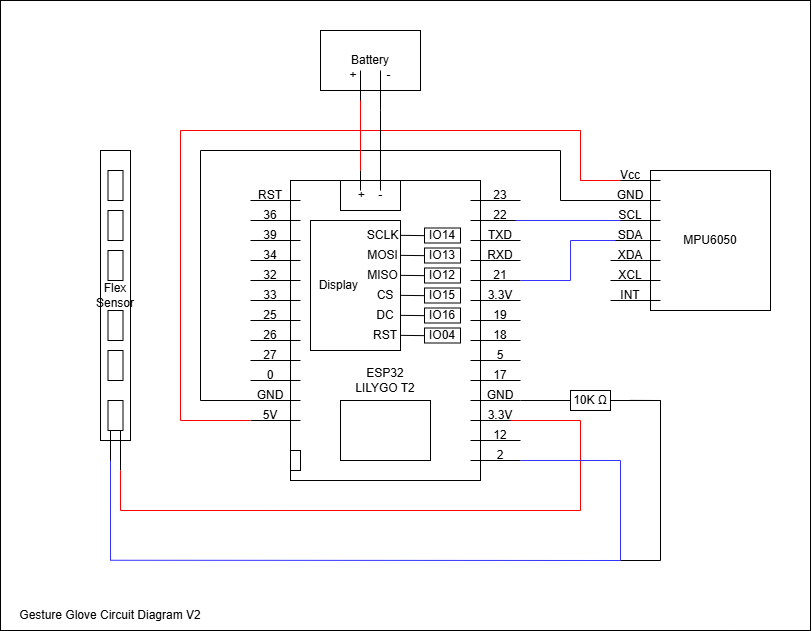 Battery
+ -
+ -
RST
36
39
34
32
33
25
26
27
0
GND
5V
SCLK IO14
MOSI IO13
MISO IO12
CS IO15
DC IO16
RST IO04
Display
ESP32
LILYGO T2
23
22
TXD
RXD
21
3.3V
19
18
5
17
GND
3.3V
12
2
Vcc
GND
SCL
SDA
XDA
XCL
INT
MPU6050
Flex
Sensor
10K Ω
Gesture Glove Circuit Diagram V2